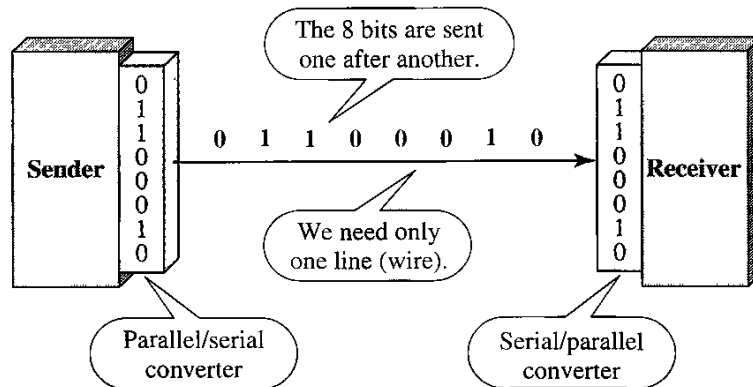 The 8 bits are sent
one after another.
Sender
0
1
1
0
0
0
1
0
0 1 1 0 0 0 1 0
0
1
1
0
0
0
1
0
Receiver
We need only
one line (wire).
Parallel/serial
converter
Serial/parallel
converter